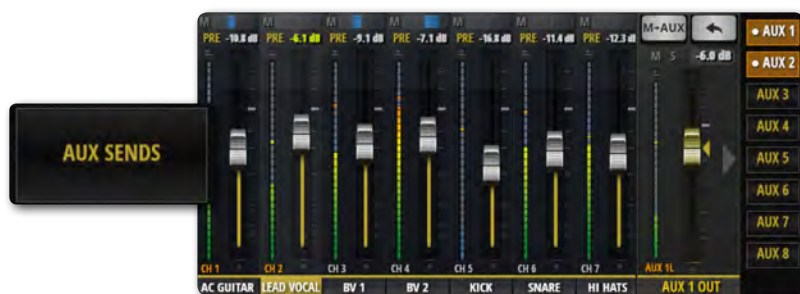 AUX SENDS
M M M M M M M
PRE -10.8 dB PRE -6.1 dB PRE -9.1 dB PRE -7.1 dB PRE -16.8 dB PRE -11.4 dB PRE -12.3 dB
M→AUX
M S -6.0 dB
CH 1 CH 2 CH 3 CH 4 CH 5 CH 6 CH 7 AUX 1L
AC GUITAR LEAD VOCAL BV 1 BV 2 KICK SNARE HI HATS AUX 1 OUT
AUX 1
AUX 2
AUX 3
AUX 4
AUX 5
AUX 6
AUX 7
AUX 8